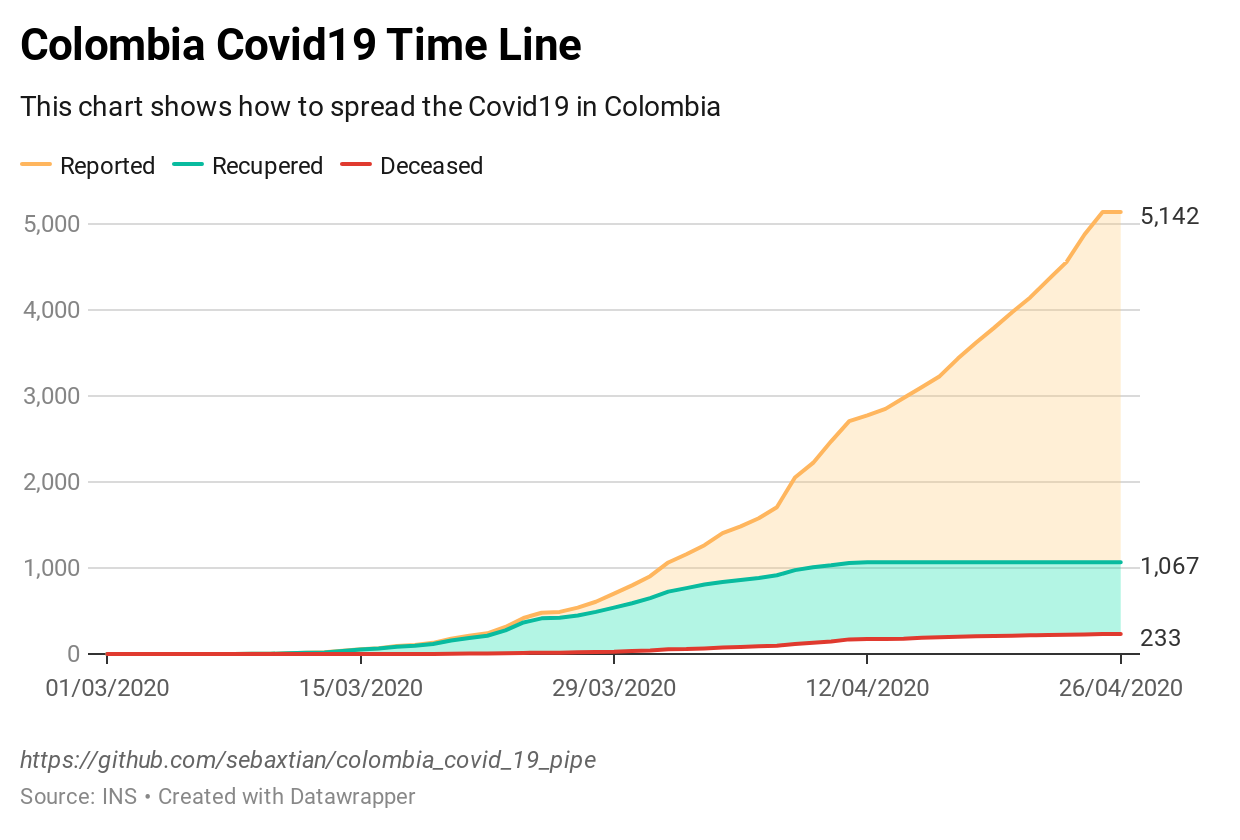 Colombia Covid19 Time Line
This chart shows how to spread the Covid19 in Colombia
Reported Recupered Deceased
5,142
5,000
4,000
3,000
2,000
1,000
1,067
233
0
01/03/2020 15/03/2020 29/03/2020 12/04/2020 26/04/2020
https://github.com/sebaxtian/colombia_covid_19_pipe
Source: INS • Created with Datawrapper